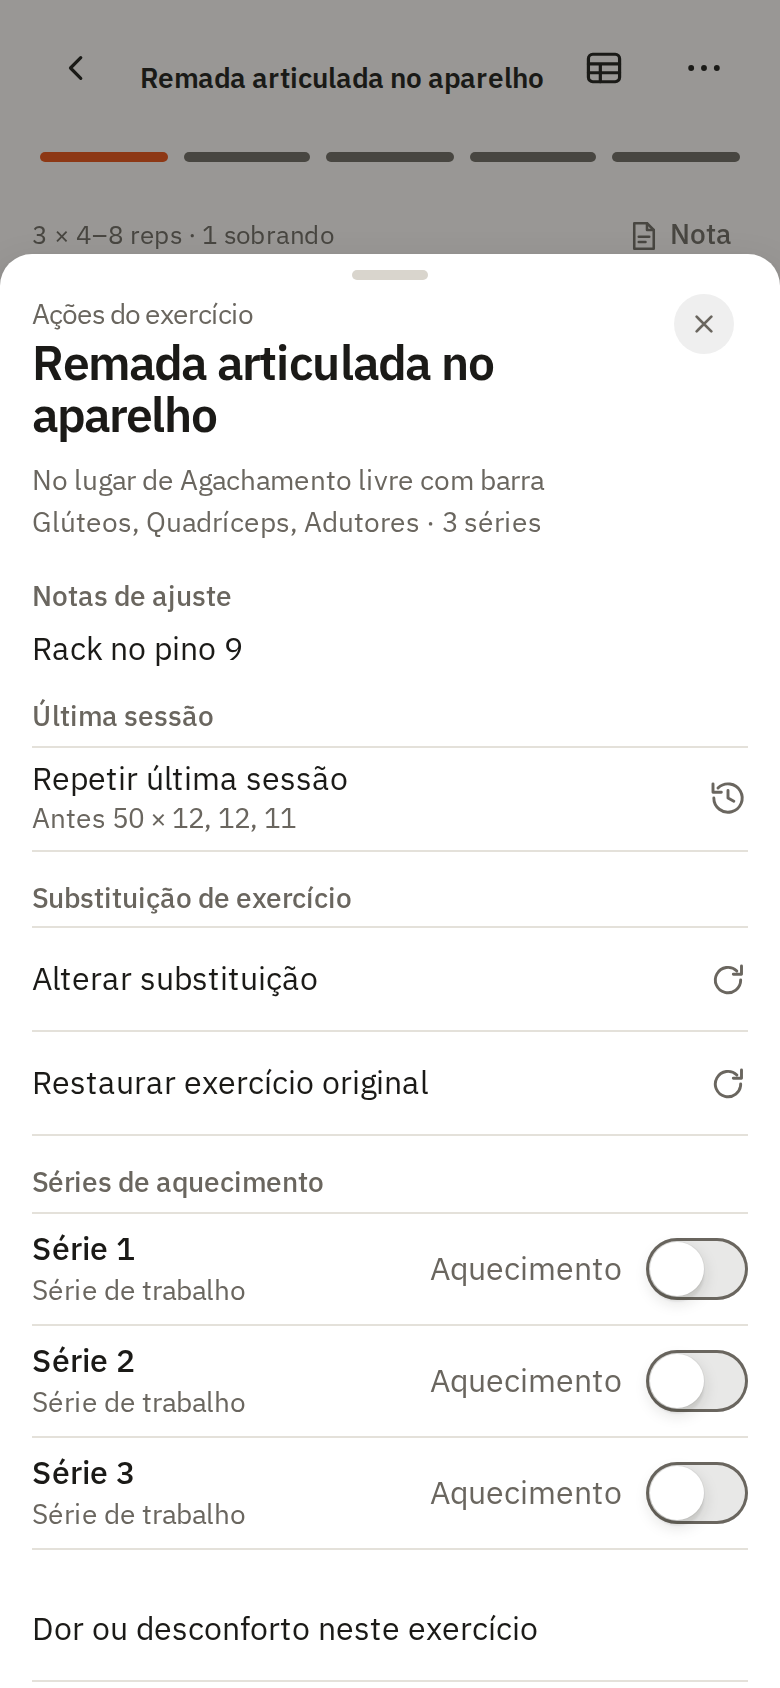 Remada articulada no aparelho
3 × 4–8 reps · 1 sobrando
Nota
Ações do exercício
Remada articulada no
aparelho
No lugar de Agachamento livre com barra
Glúteos, Quadríceps, Adutores · 3 séries
Notas de ajuste
Rack no pino 9
Última sessão
Repetir última sessão
Antes 50 × 12, 12, 11
Substituição de exercício
Alterar substituição
Restaurar exercício original
Séries de aquecimento
Série 1
Série de trabalho
Aquecimento
Série 2
Série de trabalho
Aquecimento
Série 3
Série de trabalho
Aquecimento
Dor ou desconforto neste exercício